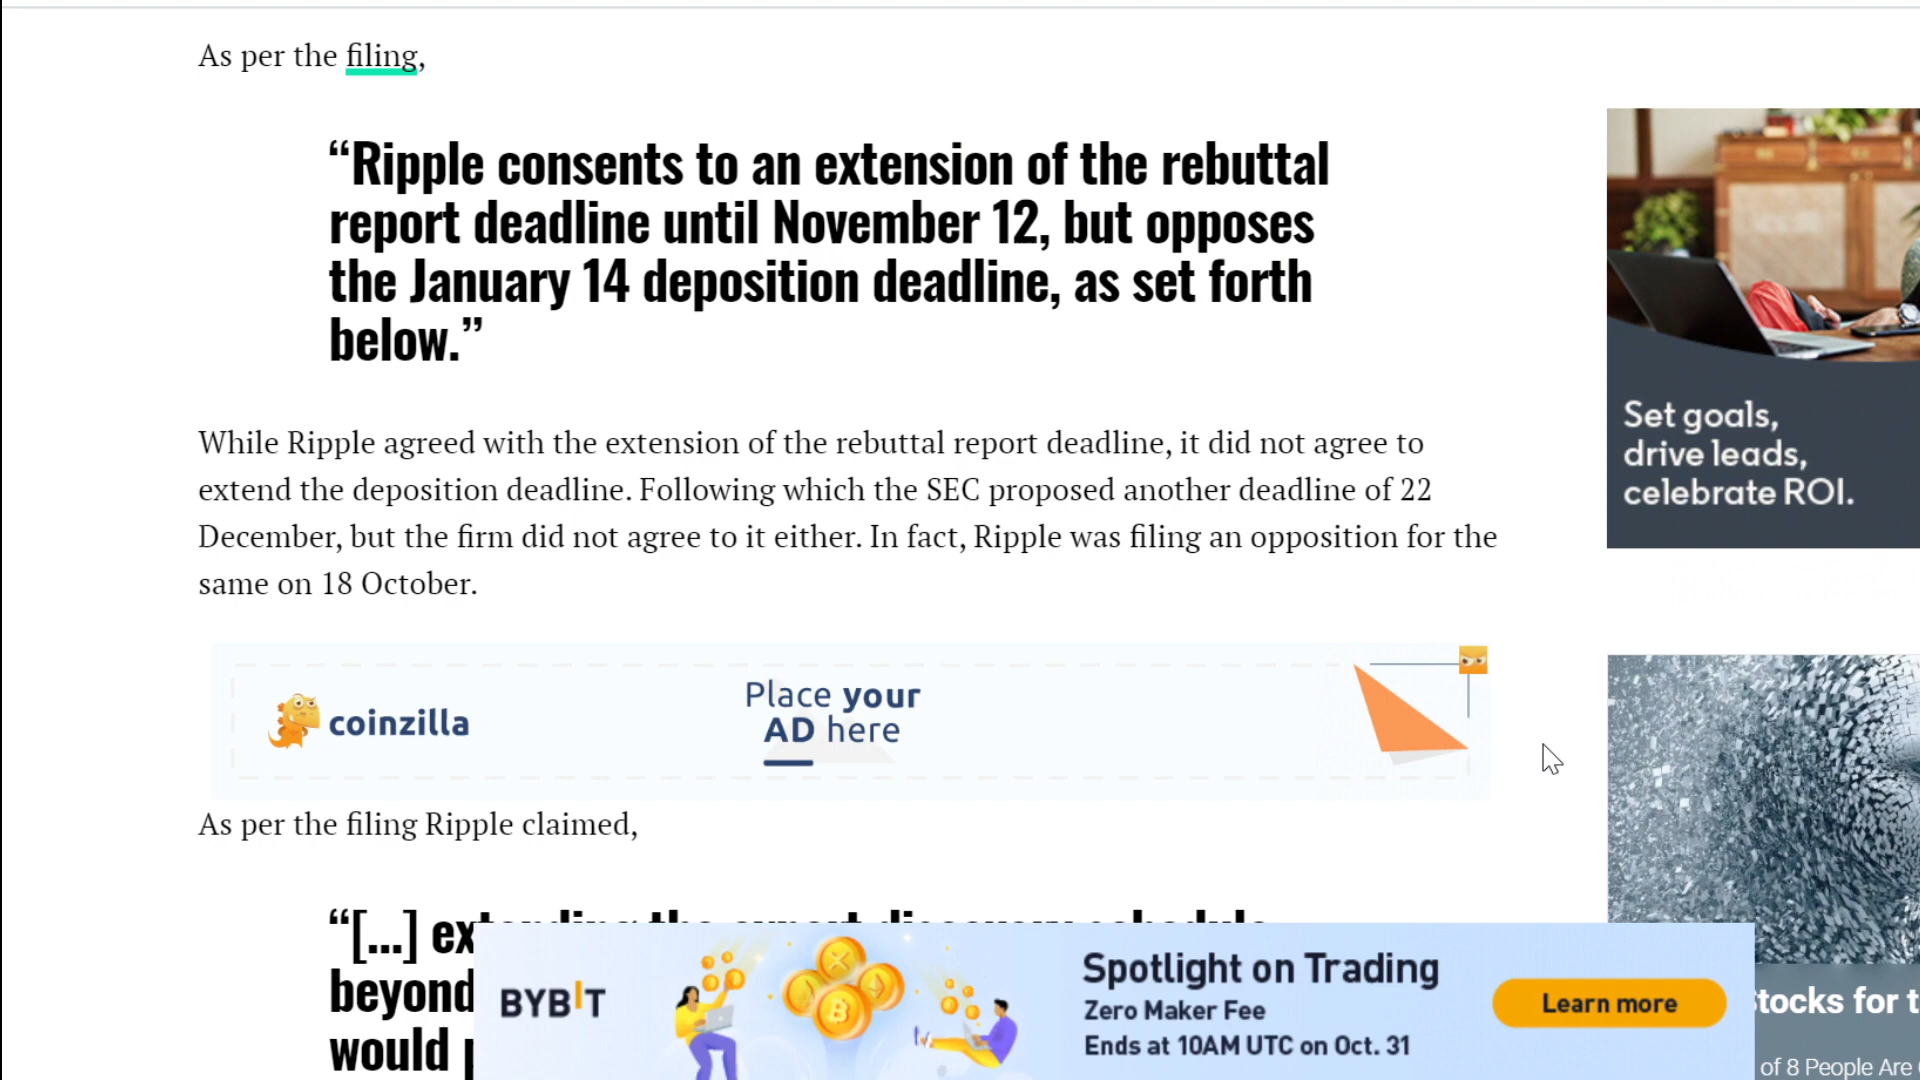 As per the filing,
“Ripple consents to an extension of the rebuttal
report deadline until November 12, but opposes
the January 14 deposition deadline, as set forth
below.”
While Ripple agreed with the extension of the rebuttal report deadline, it did not agree to
extend the deposition deadline. Following which the SEC proposed another deadline of 22
December, but the firm did not agree to it either. In fact, Ripple was filing an opposition for the
same on 18 October.
coinzilla
Place your
AD here
As per the filing Ripple claimed,
“[…] extending the expert discovery schedule
beyond
would
BYBIT
Spotlight on Trading
Zero Maker Fee
Ends at 10AM UTC on Oct. 31
Learn more
Set goals,
drive leads,
celebrate ROI.
Stocks for
of 8 People Are